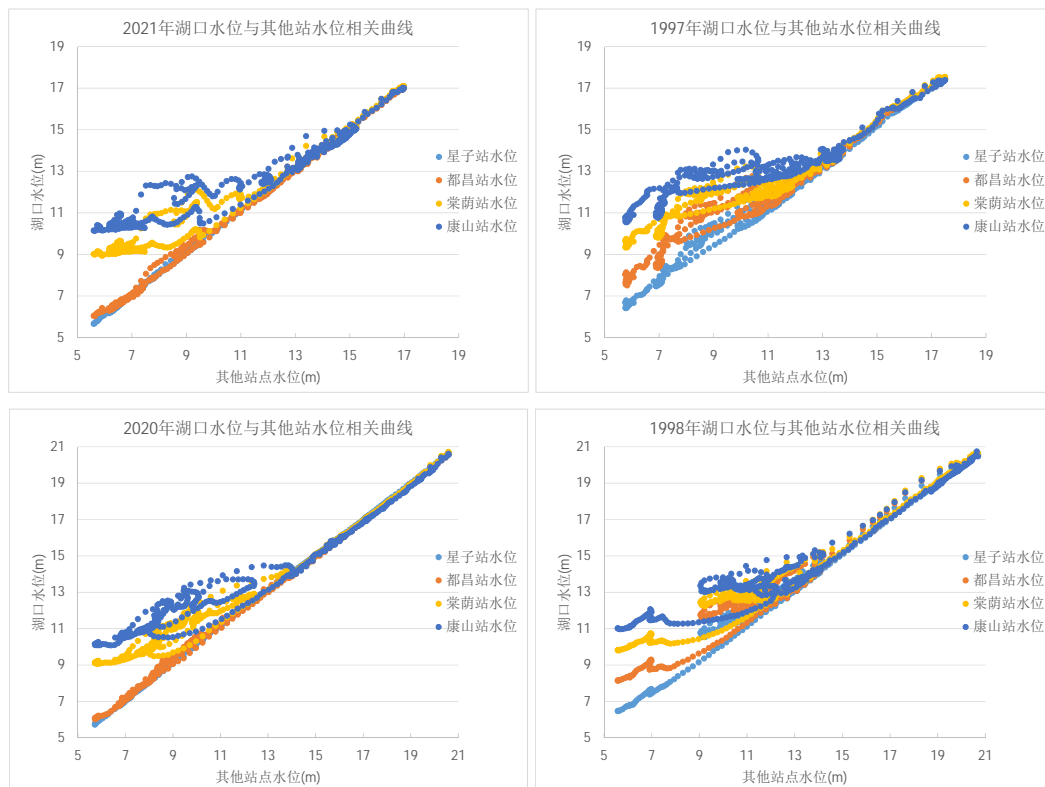 2021年湖口水位与其他站水位相关曲线
19
17
15
13
11
9
7
5
湖口水位(m)
5 7 9 11 13 15 17 19
其他站点水位(m)
星子站水位
都昌站水位
棠荫站水位
康山站水位
1997年湖口水位与其他站水位相关曲线
19
17
15
13
11
9
7
5
湖口水位(m)
5 7 9 11 13 15 17 19
其他站点水位(m)
星子站水位
都昌站水位
棠荫站水位
康山站水位
2020年湖口水位与其他站水位相关曲线
21
19
17
15
13
11
9
7
5
湖口水位(m)
5 7 9 11 13 15 17 19 21
其他站点水位(m)
星子站水位
都昌站水位
棠荫站水位
康山站水位
1998年湖口水位与其他站水位相关曲线
21
19
17
15
13
11
9
7
5
湖口水位(m)
5 7 9 11 13 15 17 19 21
其他站点水位(m)
星子站水位
都昌站水位
棠荫站水位
康山站水位